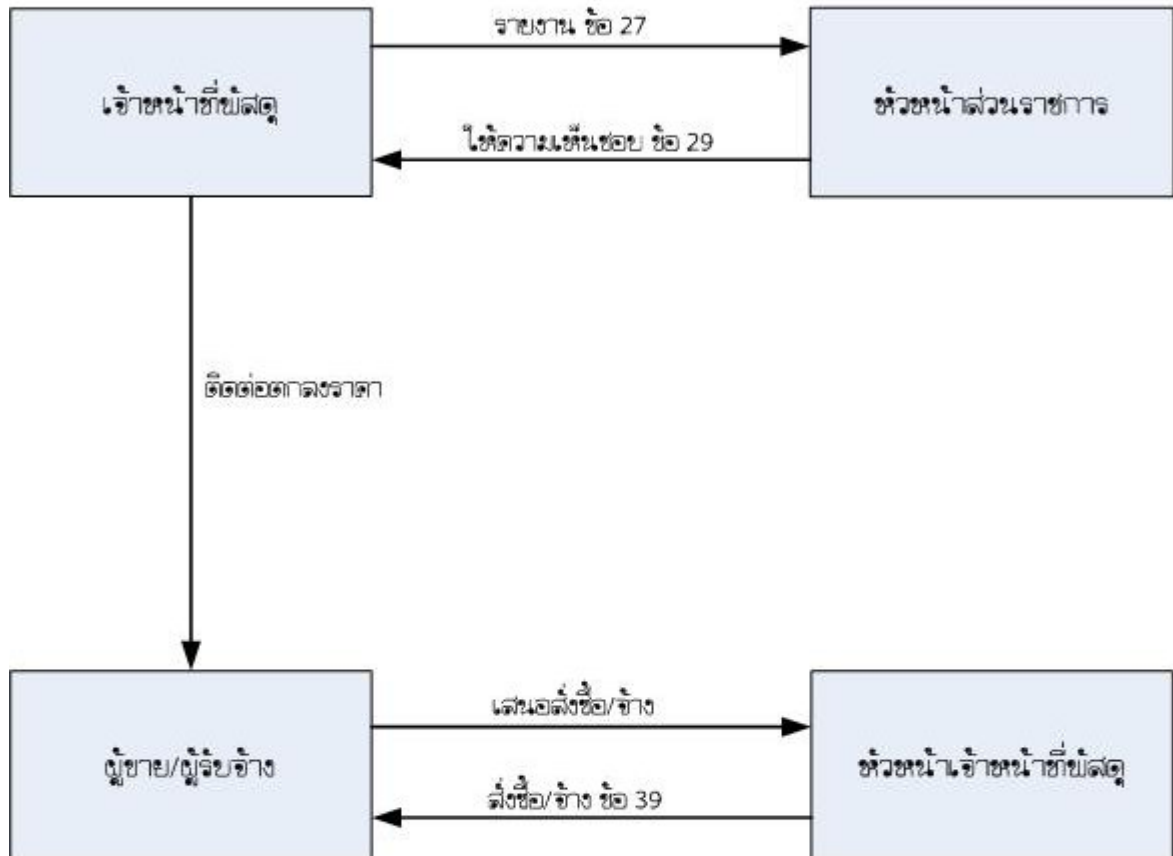 รายงาน ข้อ 27
เจ้าหน้าที่พัสดุ
หัวหน้าส่วนราชการ
ให้ความเห็นชอบ ข้อ 29
ติดต่อตกลงราคา
เสนอสั่งซื้อ/จ้าง
ผู้ขาย/ผู้รับจ้าง
หัวหน้าเจ้าหน้าที่พัสดุ
สั่งซื้อ/จ้าง ข้อ 39